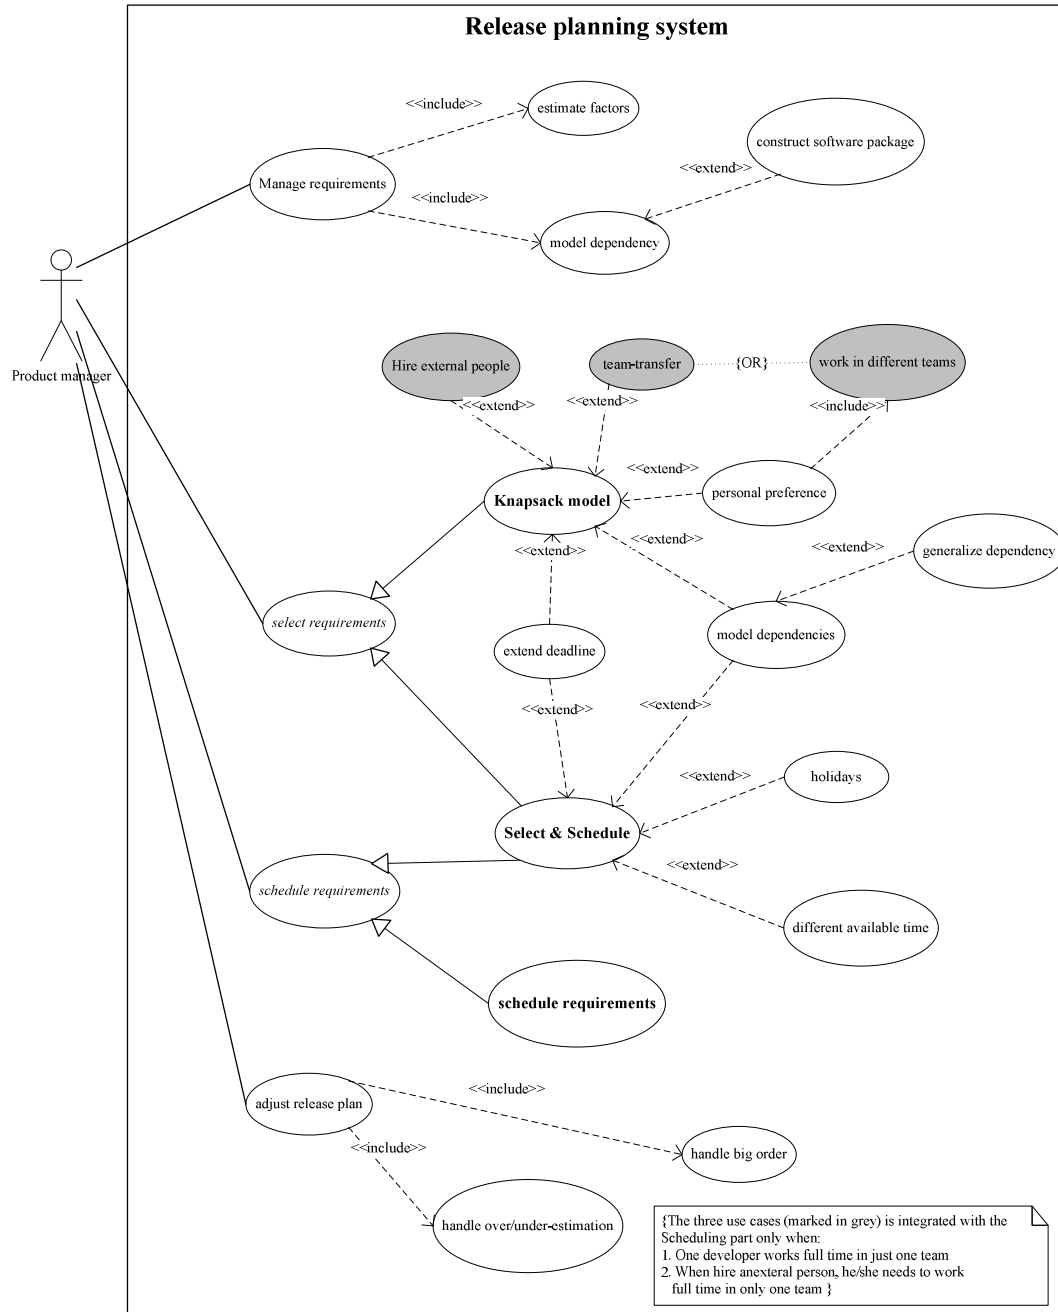 Release planning system
<<include>>
estimate factors
construct software package
<<extend>>
Manage requirements
<<include>>
model dependency
Product manager
Hire external people
team-transfer
{OR}
work in different teams
<<extend>>
<<extend>>
<<include>>
<<extend>>
Knapsack model
personal preference
<<extend>>
<<extend>>
<<extend>>
generalize dependency
select requirements
extend deadline
model dependencies
<<extend>>
<<extend>>
<<extend>>
holidays
Select & Schedule
<<extend>>
schedule requirements
different available time
schedule requirements
<<include>>
adjust release plan
<<include>>
handle big order
handle over/under-estimation
{The three use cases (marked in grey) is integrated with the
Scheduling part only when:
1. One developer works full time in just one team
2. When hire anexteral person, he/she needs to work
full time in only one team }